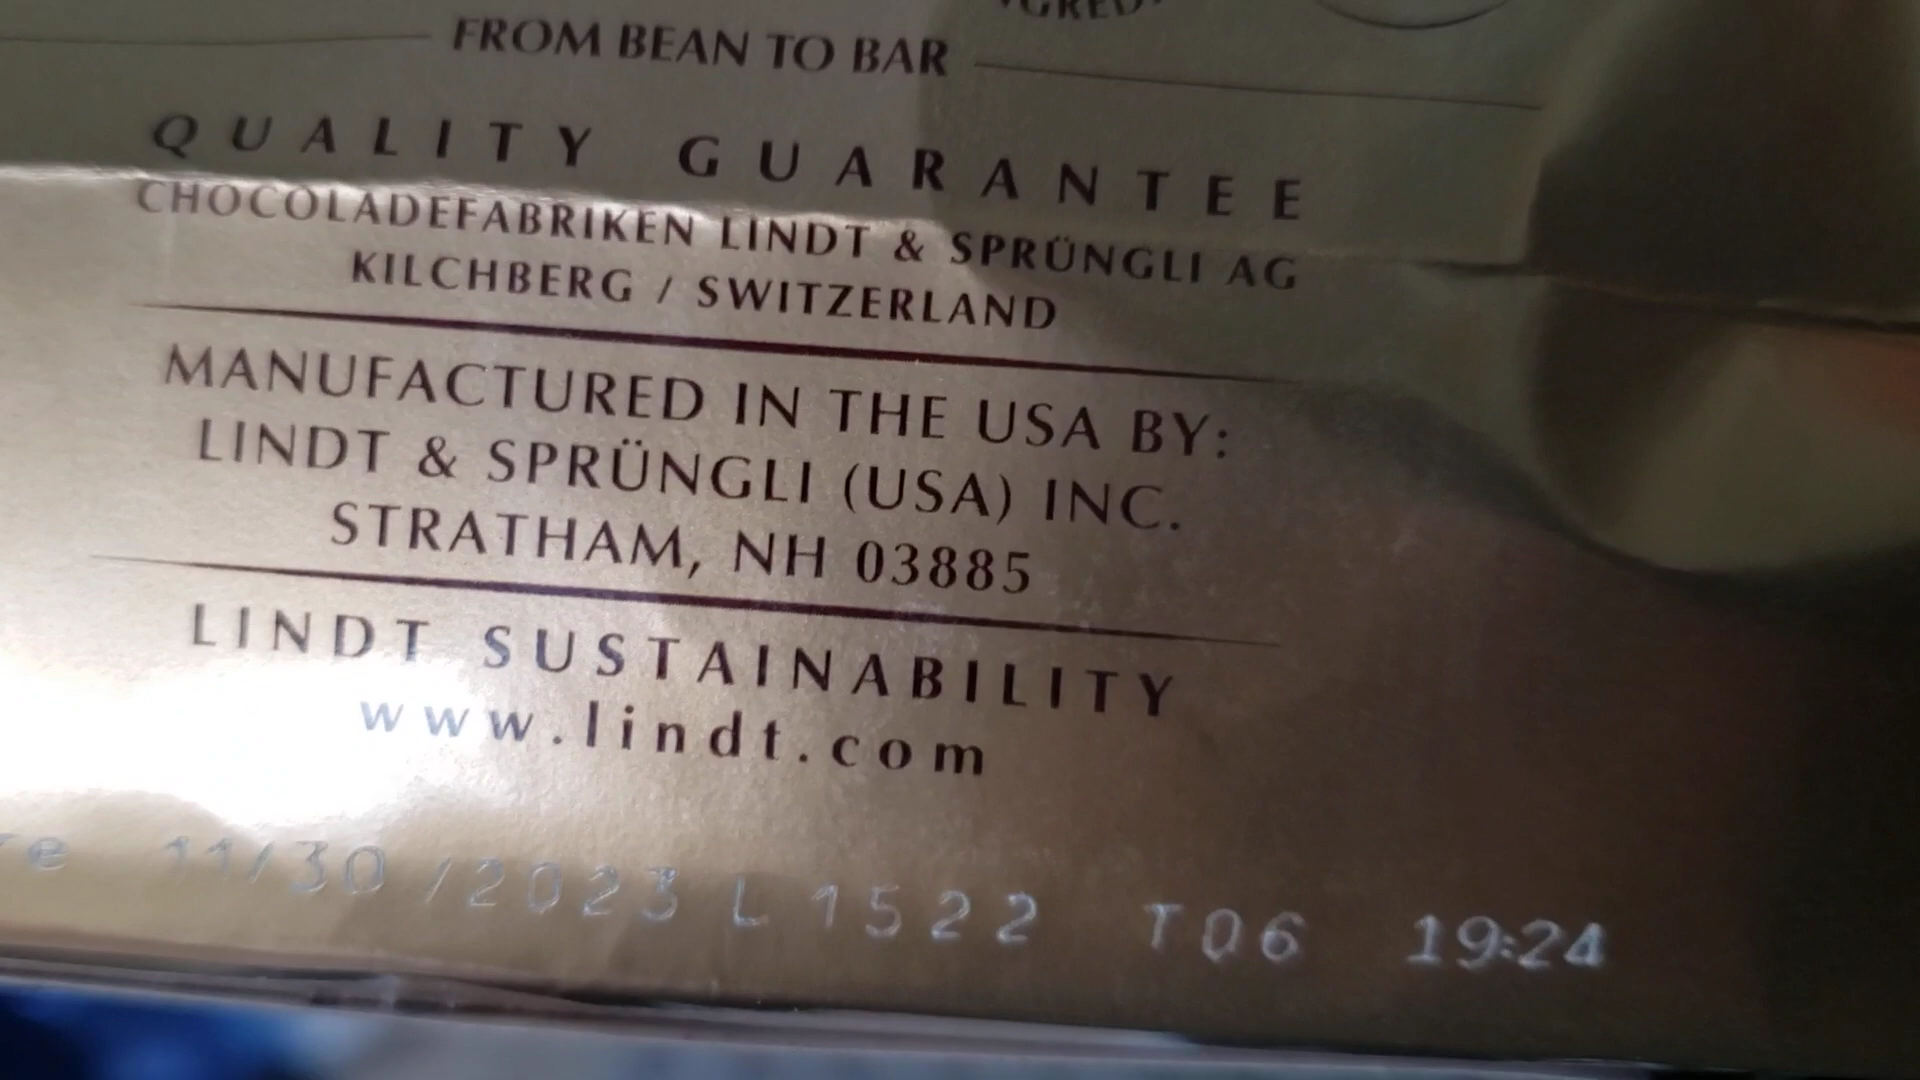 FROM BEAN TO BAR
QUALITY GUARANTEE
CHOCOLADEFABRIKEN LINDT & SPRÜNGLI AG
KILCHBERG / SWITZERLAND
MANUFACTURED IN THE USA BY:
LINDT & SPRÜNGLI (USA) INC.
STRATHAM, NH 03885
LINDT SUSTAINABILITY
www.lindt.com
11/30/2023 L 1522 T06 19:24